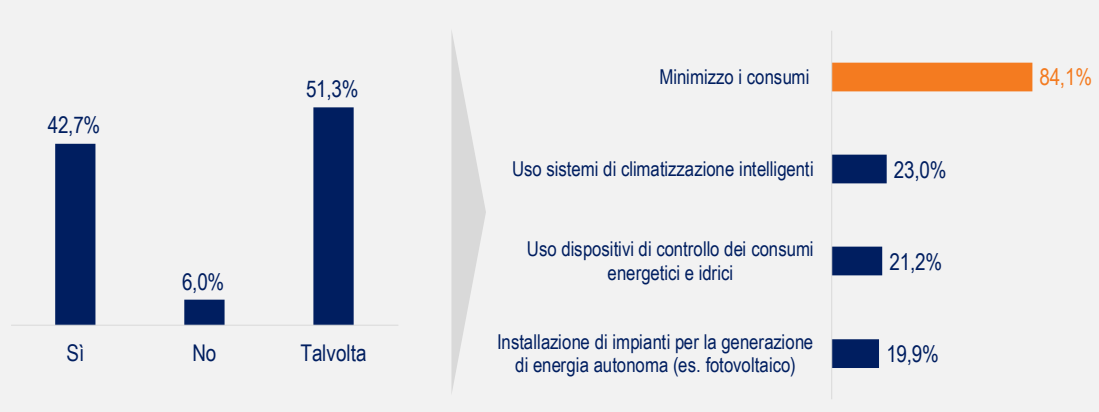 42,7%
6,0%
51,3%
Sì
No
Talvolta
Minimizzo i consumi
84,1%
Uso sistemi di climatizzazione intelligenti
23,0%
Uso dispositivi di controllo dei consumi
energetici e idrici
21,2%
Installazione di impianti per la generazione
di energia autonoma (es. fotovoltaico)
19,9%